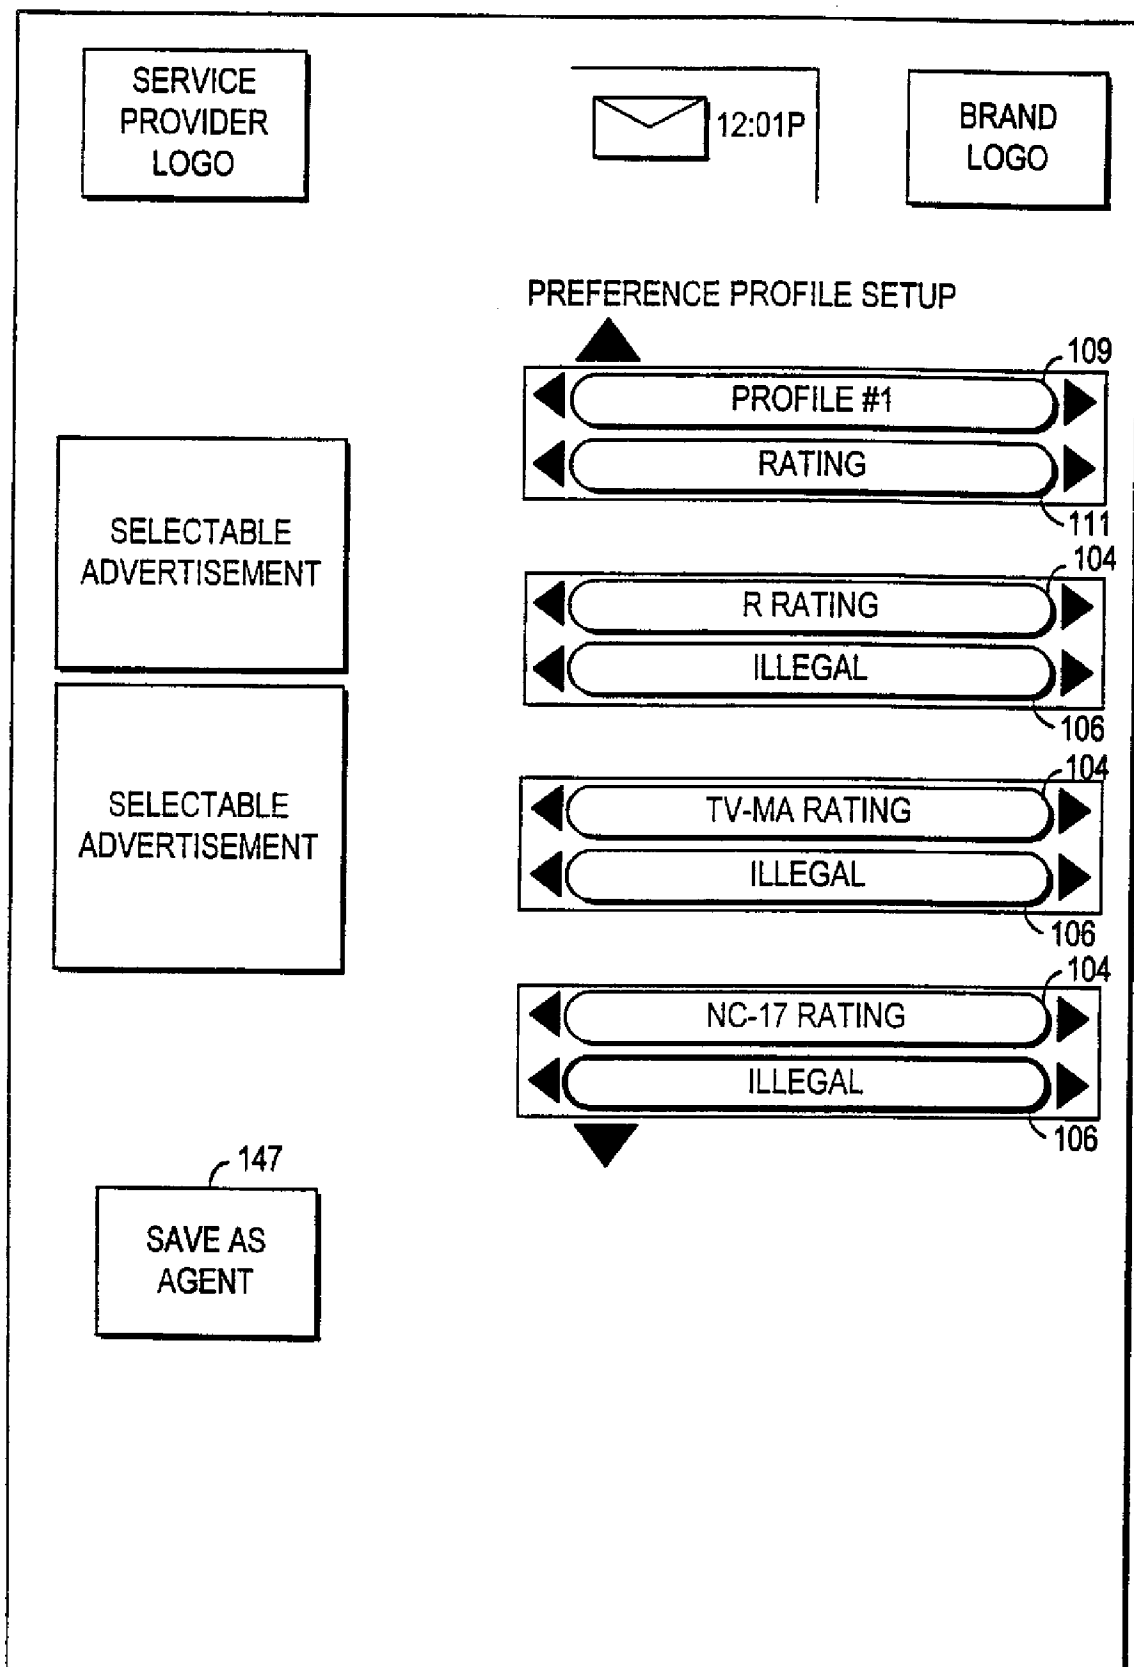 SERVICE
PROVIDER
LOGO
12:01P
BRAND
LOGO
PREFERENCE PROFILE SETUP
109
PROFILE #1
RATING
111
SELECTABLE
ADVERTISEMENT
104
R RATING
ILLEGAL
106
SELECTABLE
ADVERTISEMENT
104
TV-MA RATING
ILLEGAL
106
104
NC-17 RATING
ILLEGAL
106
147
SAVE AS
AGENT